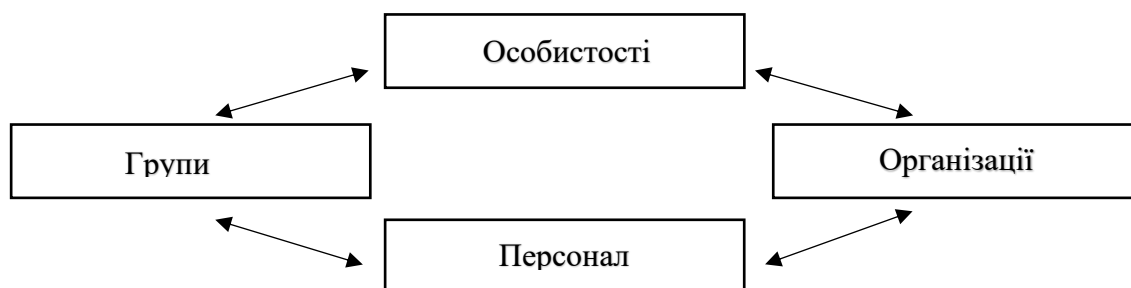 Особистості
Групи
Організації
Персонал